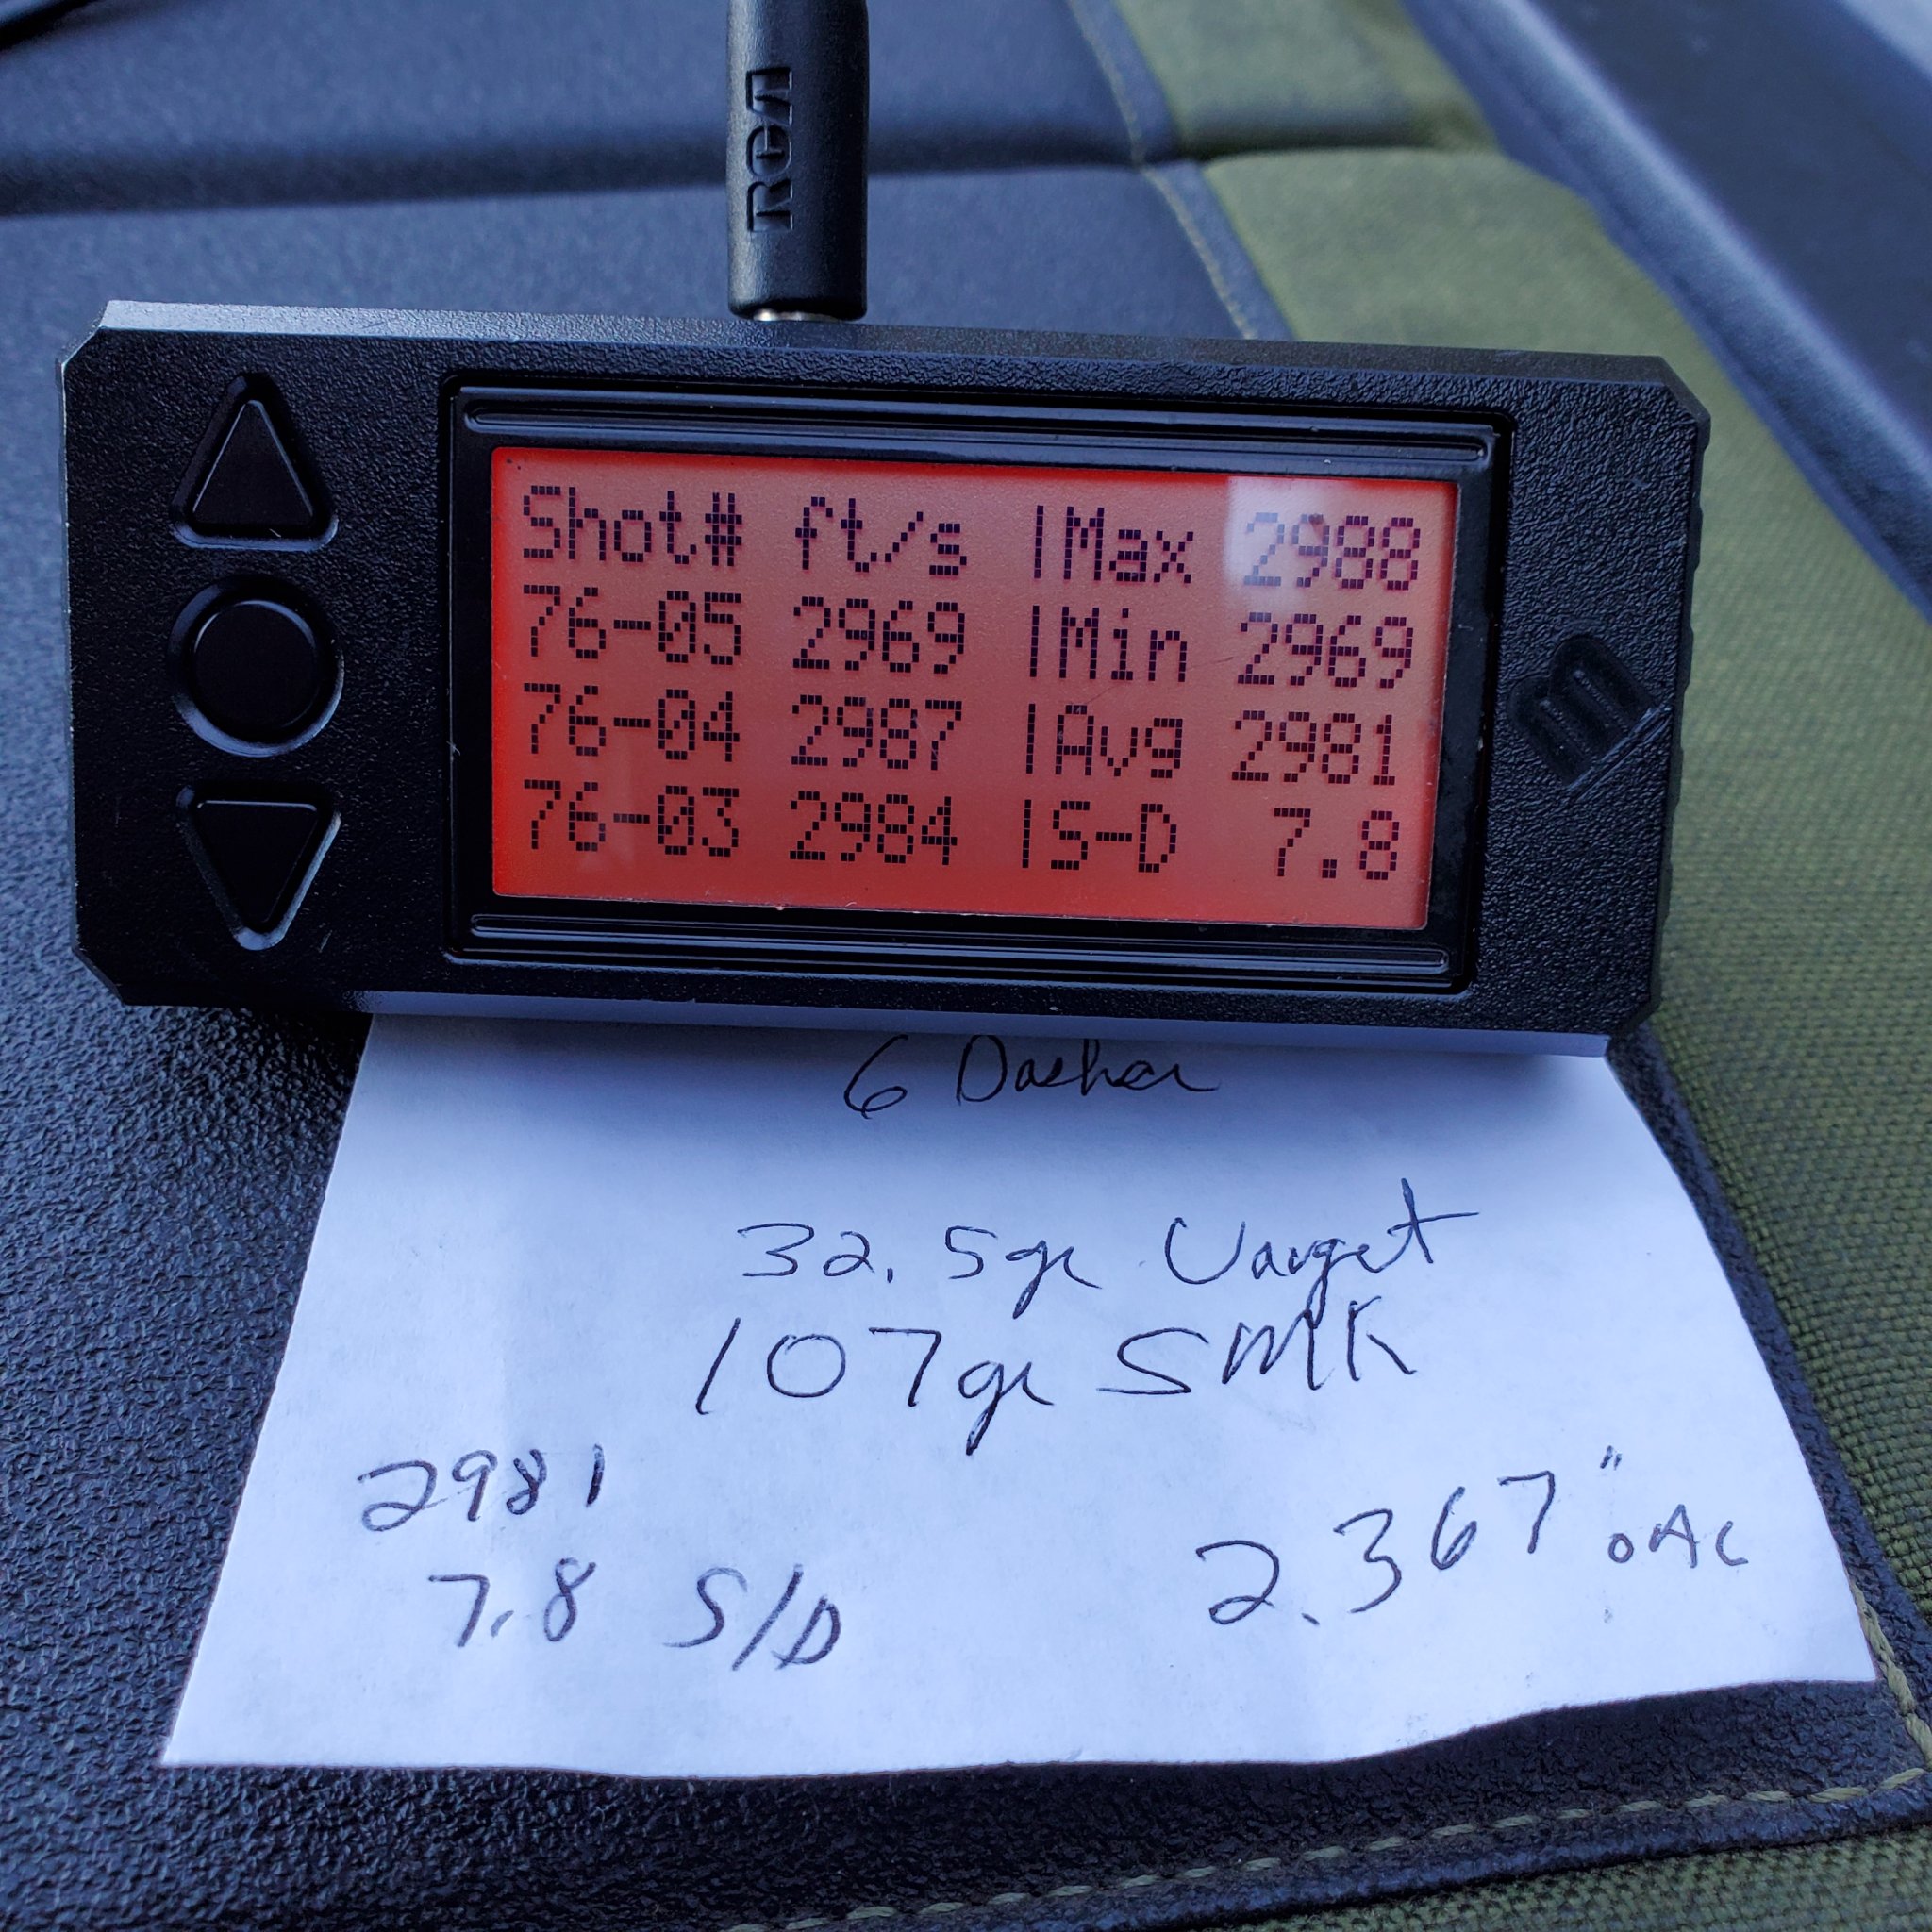 RCA
Shot# ft/s |Max 2988
76-05 2969 |Min 2969
76-04 2987 |Avg 2981
76-03 2984 |S-D 7.8
6 Dasher
32.5gr Varget
107gr SMK
2981
7.8 S/D
2.367" OAL